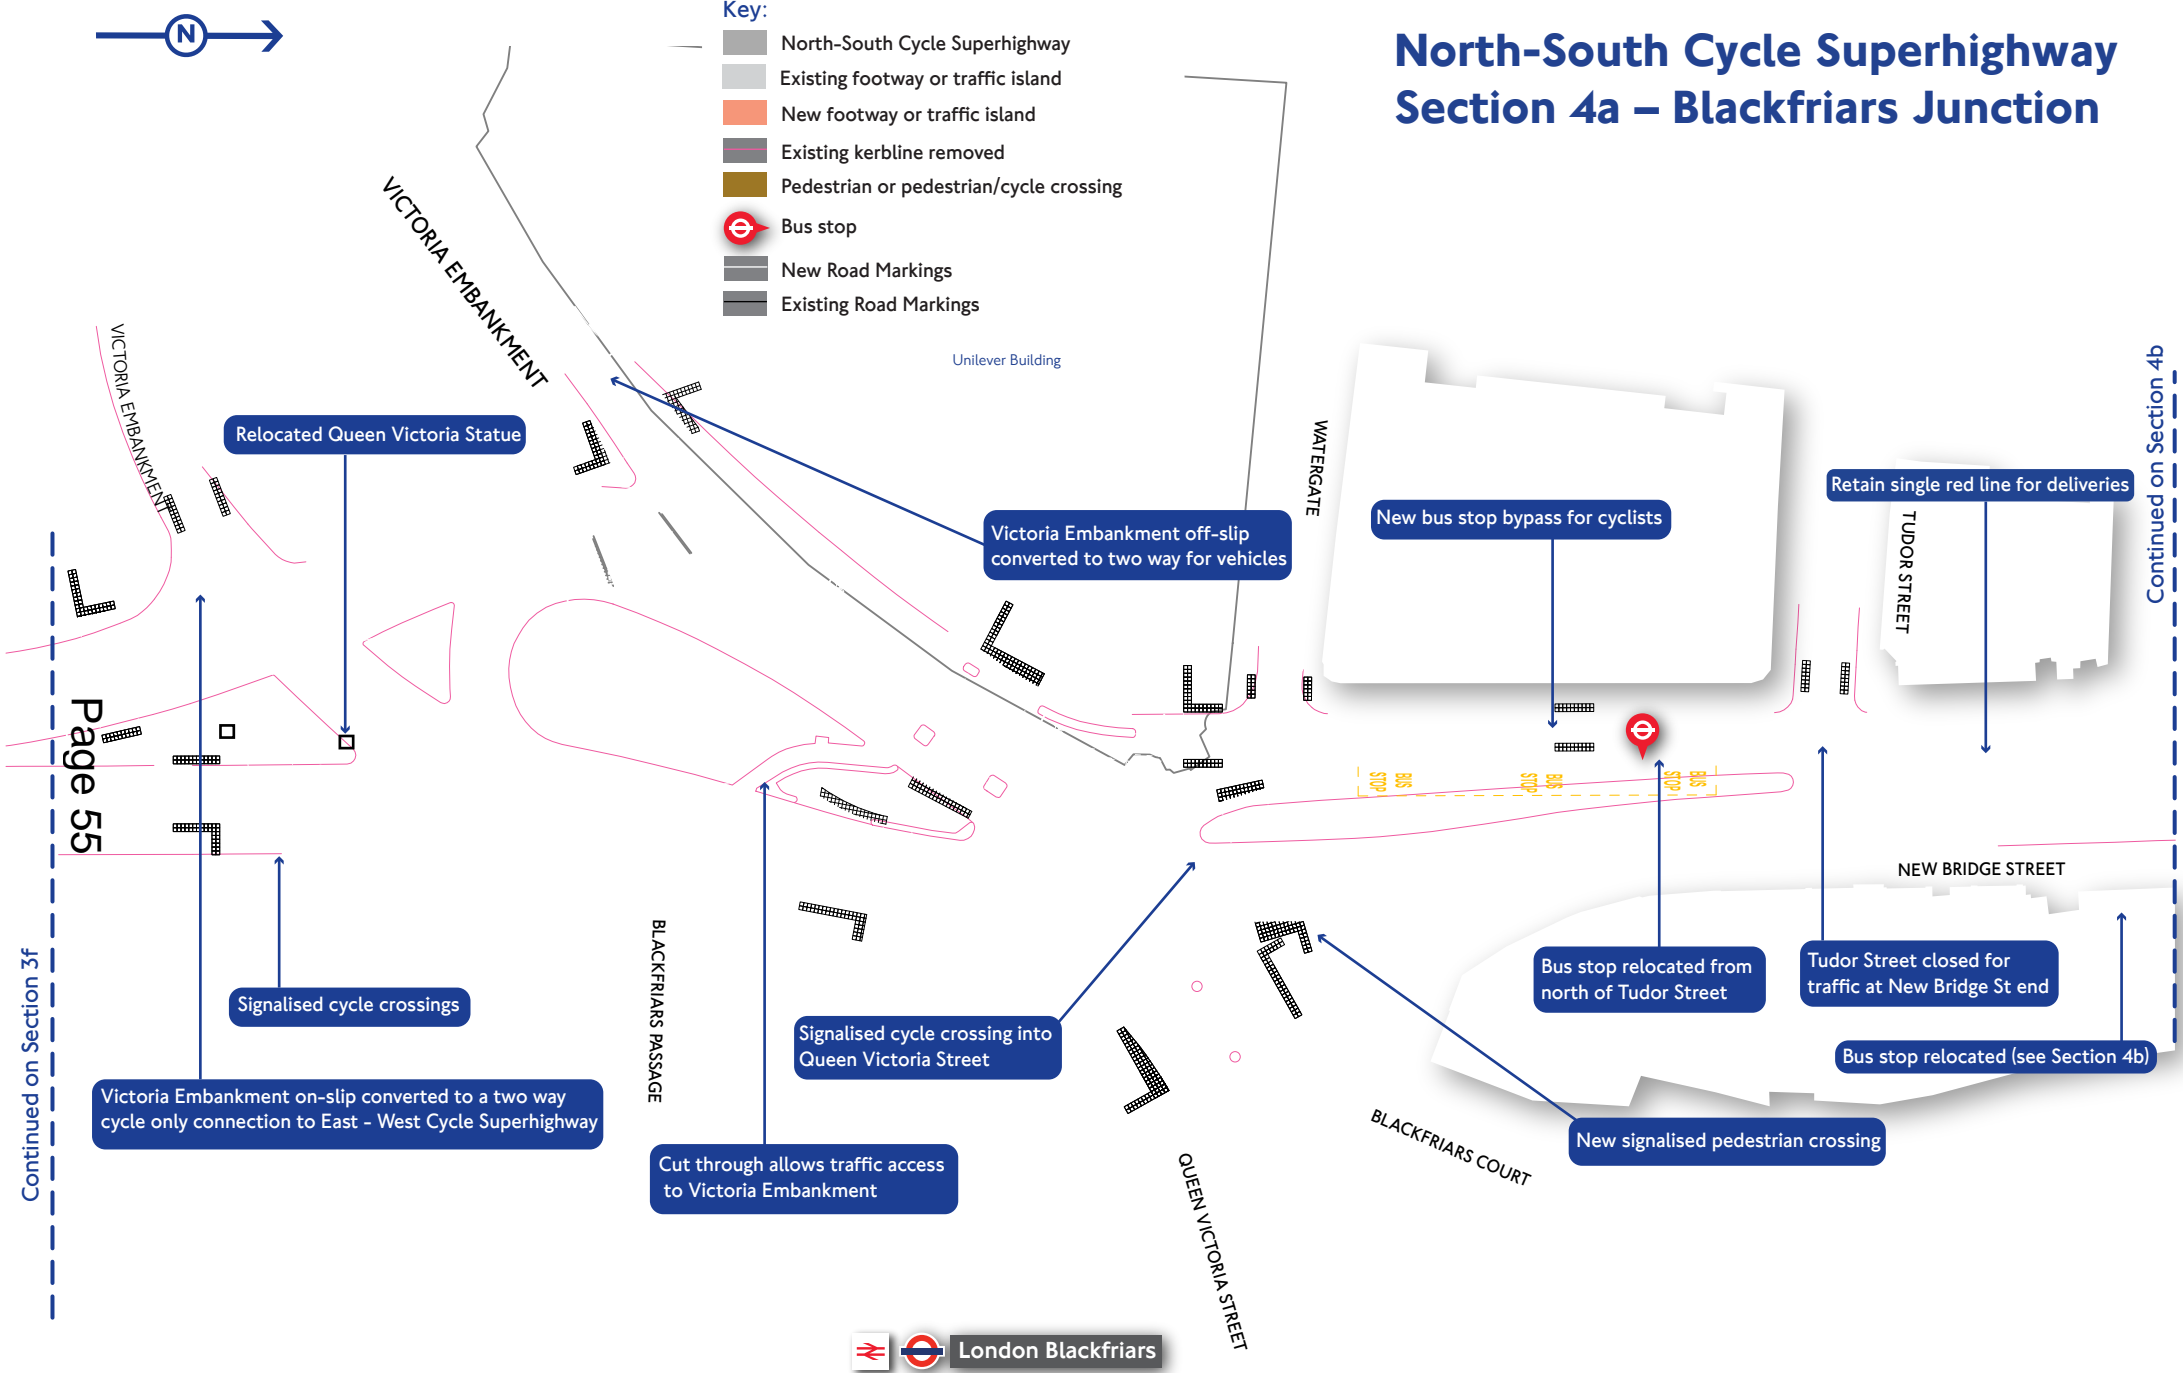 N
Key:
North-South Cycle Superhighway
Existing footway or traffic island
New footway or traffic island
Existing kerbline removed
Pedestrian or pedestrian/cycle crossing
Bus stop
New Road Markings
Existing Road Markings
North-South Cycle Superhighway
Section 4a – Blackfriars Junction
VICTORIA EMBANKMENT
VICTORIA EMBANKMENT
Unilever Building
Relocated Queen Victoria Statue
WATERGATE
Victoria Embankment off-slip
converted to two way for vehicles
New bus stop bypass for cyclists
Retain single red line for deliveries
TUDOR STREET
Continued on Section 4b
Page 55
BUS
STOP
BUS
STOP
BUS
STOP
NEW BRIDGE STREET
Continued on Section 3f
Signalised cycle crossings
BLACKFRIARS PASSAGE
Signalised cycle crossing into
Queen Victoria Street
Bus stop relocated from
north of Tudor Street
Tudor Street closed for
traffic at New Bridge St end
Bus stop relocated (see Section 4b)
Victoria Embankment on-slip converted to a two way
cycle only connection to East - West Cycle Superhighway
Cut through allows traffic access
to Victoria Embankment
BLACKFRIARS COURT
New signalised pedestrian crossing
QUEEN VICTORIA STREET
London Blackfriars